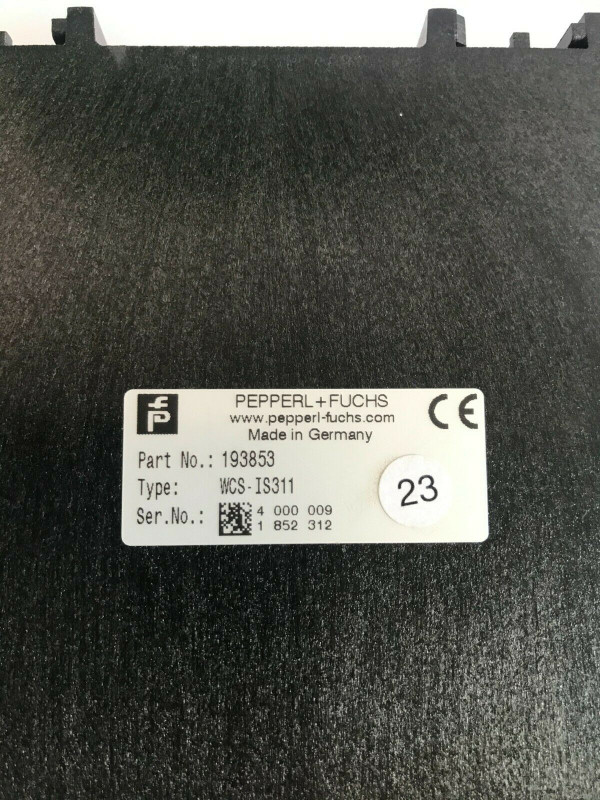 PEPPERL+FUCHS
www.pepperl-fuchs.com
Made in Germany
CE
Part No.: 193853
Type: WCS-IS311
23
Ser.No.: 4 000 009
1 852 312